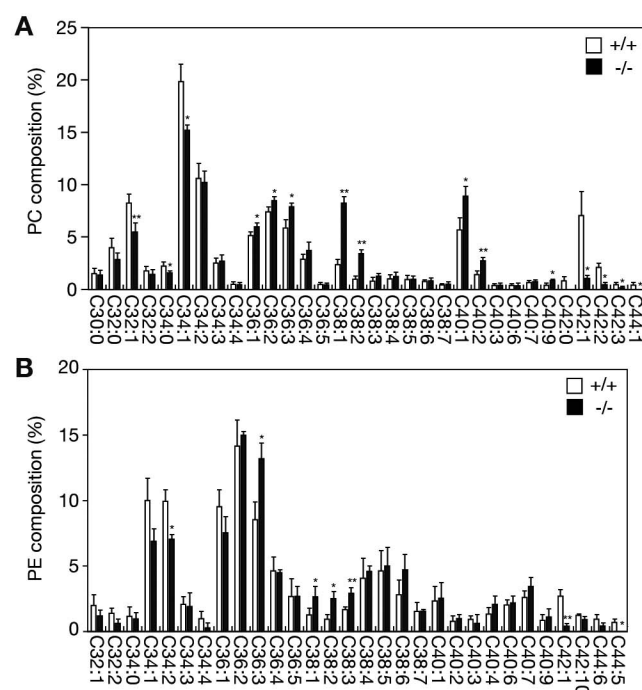 A
25
20
15
10
5
0
PC composition (%)
+/+
-/-
**
*
*
*
*
*
**
**
*
**
*
*
*
*
*
C30:0
C32:0
C32:1
C32:2
C34:0
C34:1
C34:2
C34:3
C34:4
C36:1
C36:2
C36:3
C36:4
C36:5
C38:1
C38:2
C38:3
C38:4
C38:5
C38:6
C38:7
C40:1
C40:2
C40:3
C40:6
C40:7
C40:9
C42:0
C42:1
C42:2
C42:3
C44:1
B
20
15
10
5
0
PE composition (%)
+/+
-/-
*
*
*
*
**
**
*
C32:1
C32:2
C34:0
C34:1
C34:2
C34:3
C34:4
C36:1
C36:2
C36:3
C36:4
C36:5
C38:1
C38:2
C38:3
C38:4
C38:5
C38:6
C38:7
C40:1
C40:2
C40:3
C40:4
C40:6
C40:7
C40:9
C42:1
C42:10
C44:6
C44:5